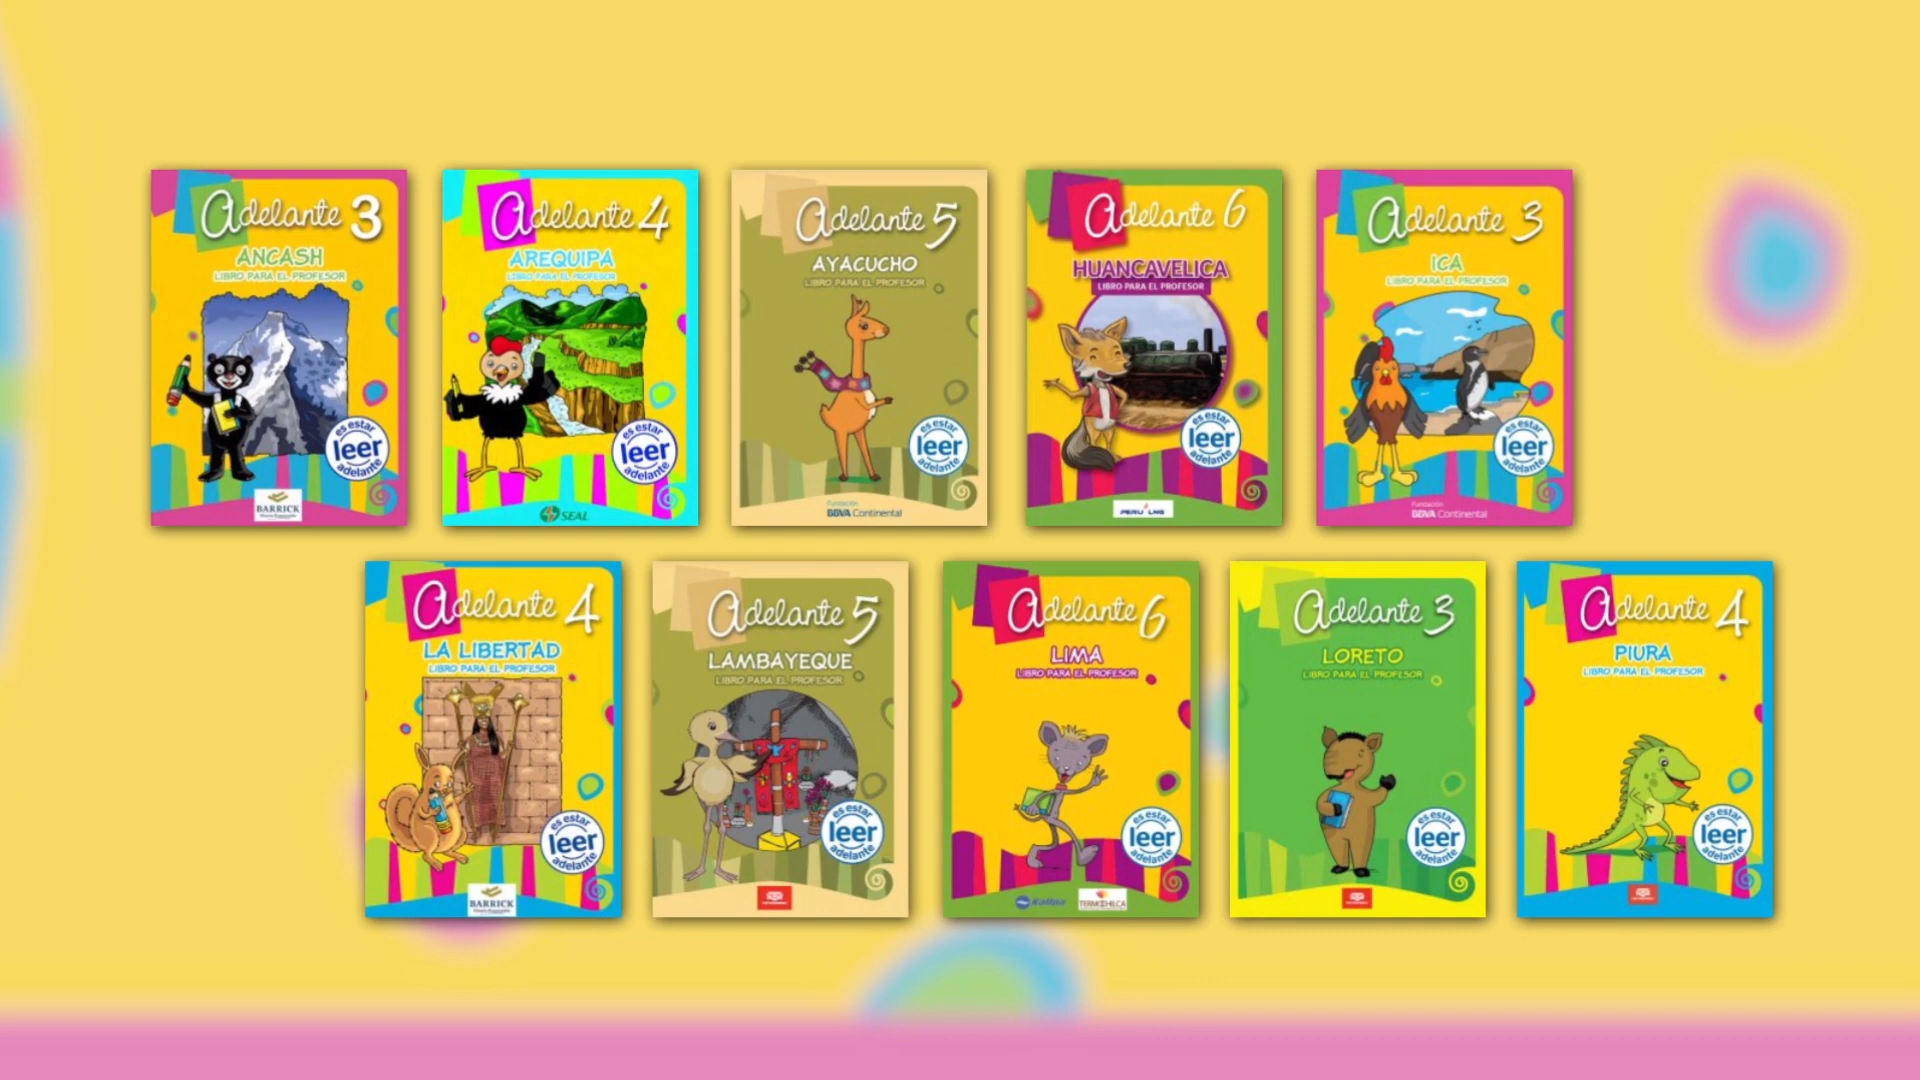 Adelante 3
ANCASH
LIBRO PARA EL PROFESOR
es estar
leer
adelante
BARRICK
Adelante 4
AREQUIPA
LIBRO PARA EL PROFESOR
es estar
leer
adelante
SEAL
Adelante 5
AYACUCHO
LIBRO PARA EL PROFESOR
es estar
leer
adelante
Fundación
BBVA Continental
Adelante 6
HUANCAVELICA
LIBRO PARA EL PROFESOR
es estar
leer
adelante
PERU LNG
Adelante 3
ICA
LIBRO PARA EL PROFESOR
es estar
leer
adelante
Fundación
BBVA Continental
Adelante 4
LA LIBERTAD
LIBRO PARA EL PROFESOR
es estar
leer
adelante
BARRICK
Adelante 5
LAMBAYEQUE
LIBRO PARA EL PROFESOR
es estar
leer
adelante
Adelante 6
LIMA
LIBRO PARA EL PROFESOR
es estar
leer
adelante
Kallpa
TERMOCHILCA
Adelante 3
LORETO
LIBRO PARA EL PROFESOR
es estar
leer
adelante
Adelante 4
PIURA
LIBRO PARA EL PROFESOR
es estar
leer
adelante